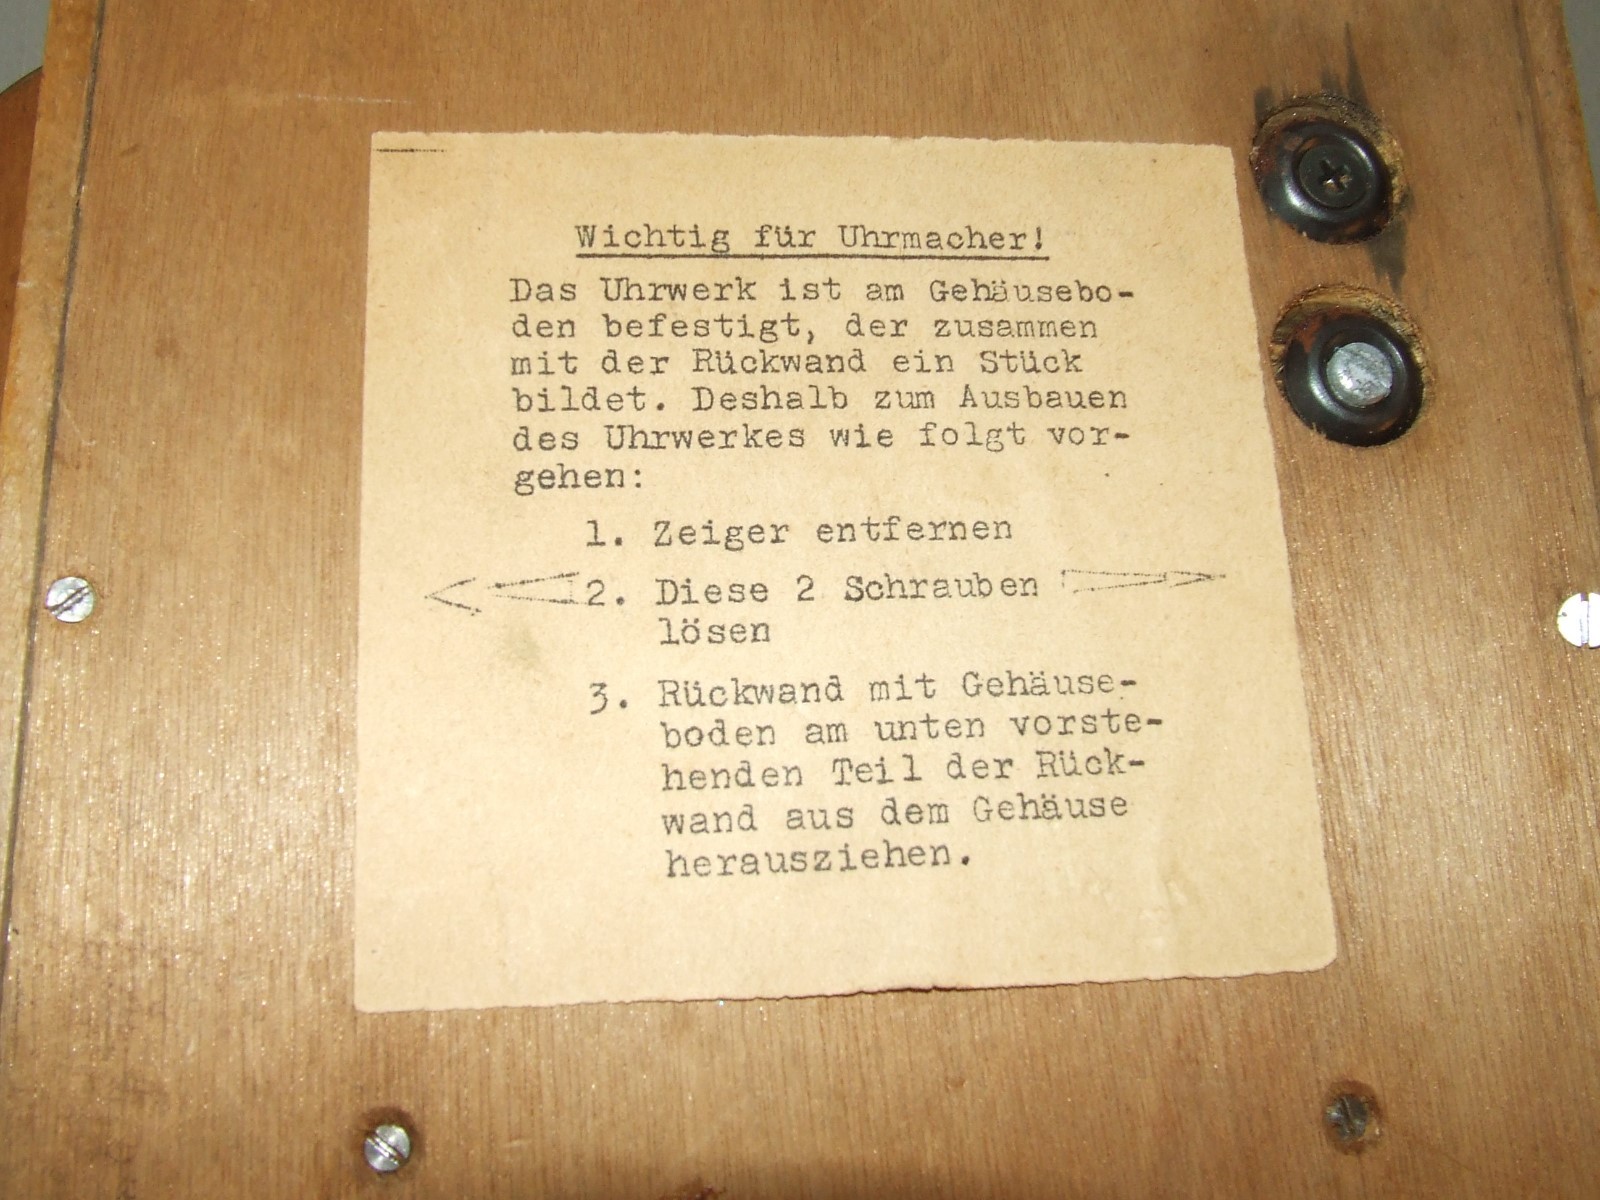 Wichtig für Uhrmacher!
Das Uhrwerk ist am Gehäusebo-
den befestigt, der zusammen
mit der Rückwand ein Stück
bildet. Deshalb zum Ausbauen
des Uhrwerkes wie folgt vor-
gehen:
1. Zeiger entfernen
2. Diese 2 Schrauben
lösen
3. Rückwand mit Gehäuse-
boden am unten vorste-
henden Teil der Rück-
wand aus dem Gehäuse
herausziehen.